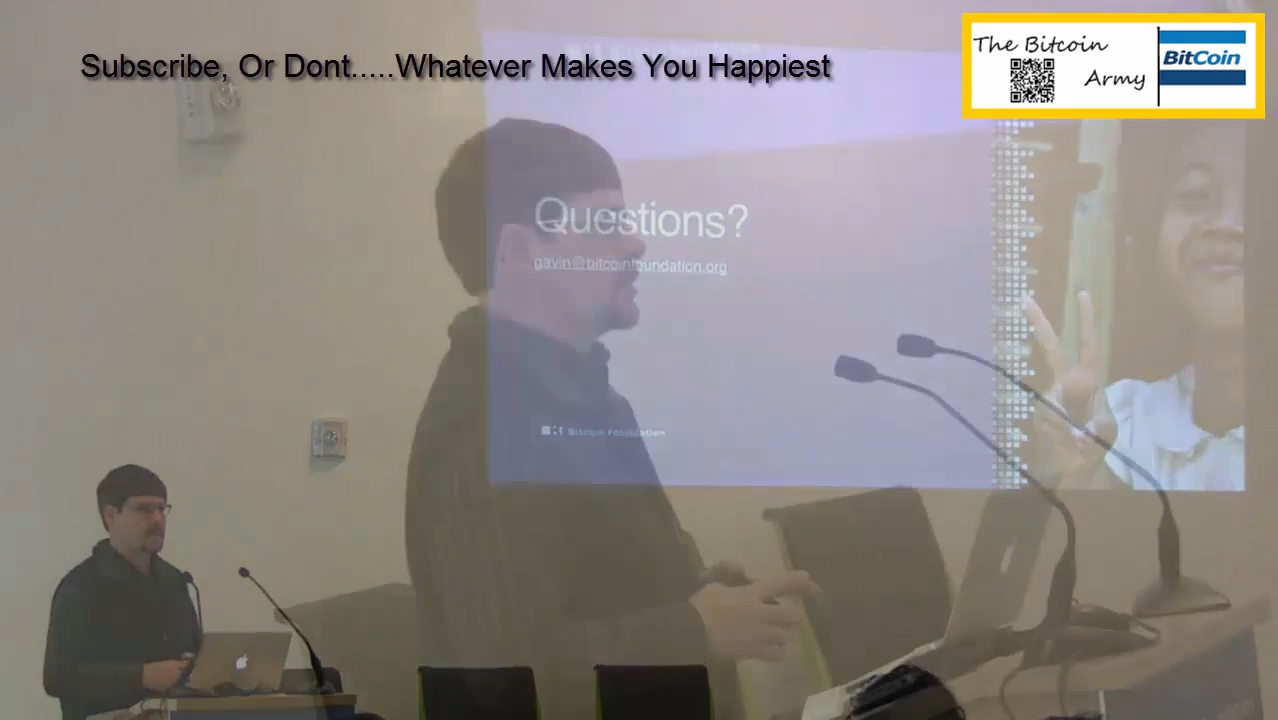 Subscribe, Or Dont.....Whatever Makes You Happiest
The Bitcoin
Army
BitCoin
Questions?
gavin@bitcoinfoundation.org
Bitcoin Foundation